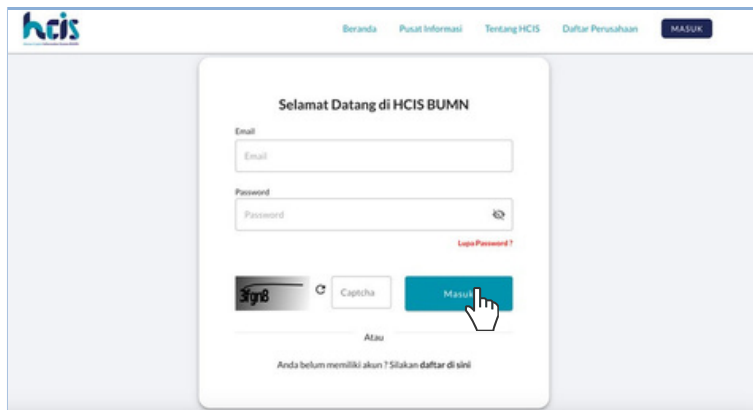 hcis
Beranda Pusat Informasi Tentang HCIS Daftar Perusahaan MASUK
Selamat Datang di HCIS BUMN
Email
Email
Password
Password
Lupa Password ?
3fgn8 Captcha Masuk
Atau
Anda belum memiliki akun ? Silakan daftar di sini